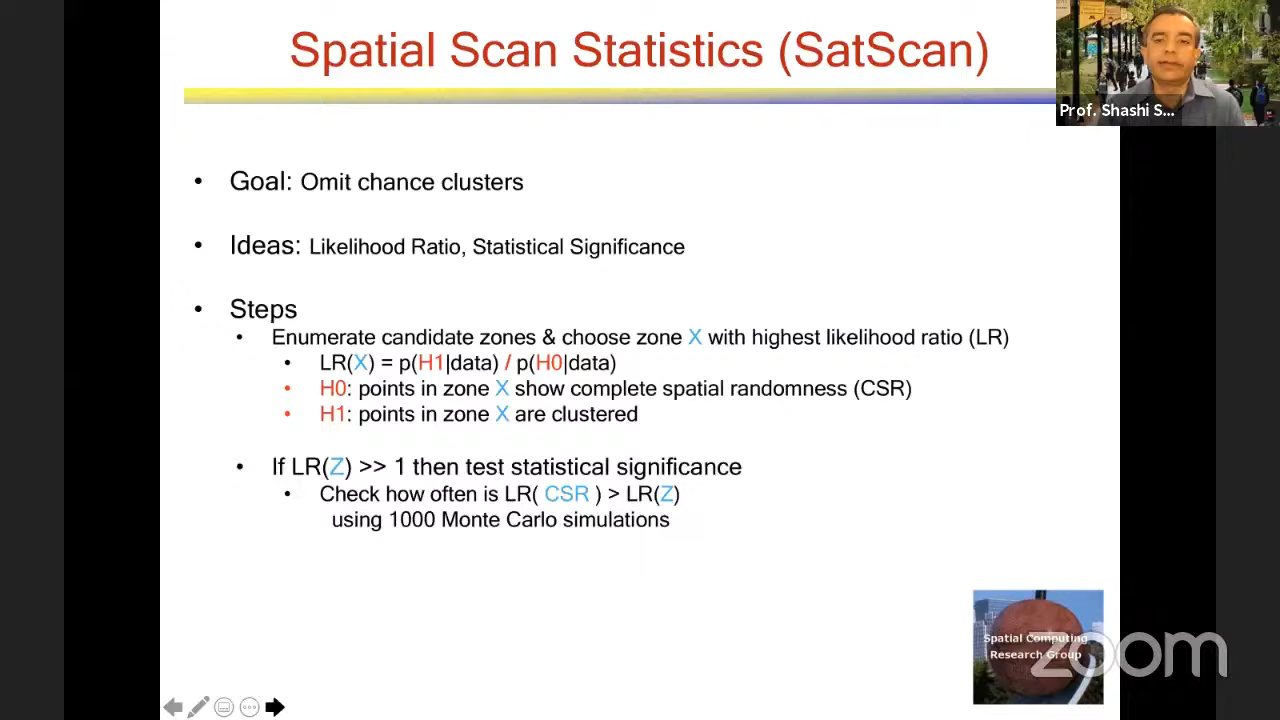 Spatial Scan Statistics (SatScan)
Prof. Shashi S...
• Goal: Omit chance clusters
• Ideas: Likelihood Ratio, Statistical Significance
• Steps
• Enumerate candidate zones & choose zone X with highest likelihood ratio (LR)
• LR(X) = p(H1|data) / p(H0|data)
• H0: points in zone X show complete spatial randomness (CSR)
• H1: points in zone X are clustered
• If LR(Z) >> 1 then test statistical significance
• Check how often is LR( CSR ) > LR(Z)
using 1000 Monte Carlo simulations
Spatial Computing
Research Group
zoom